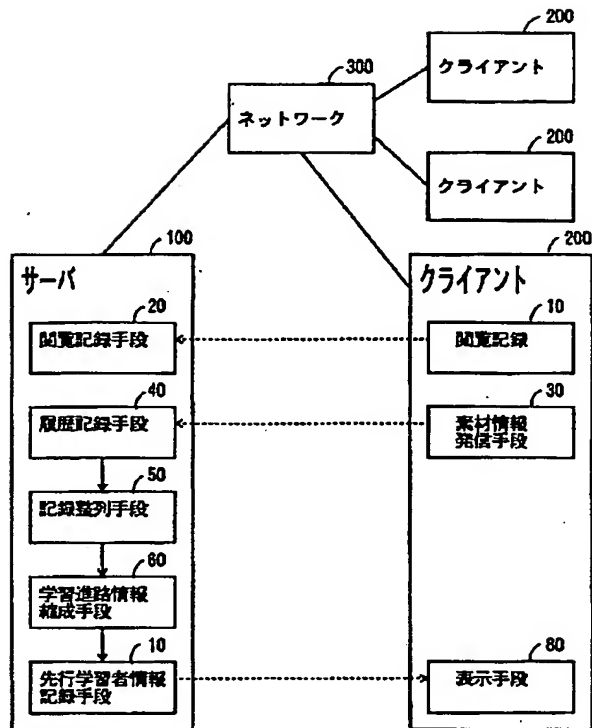 200
クライアント
300
ネットワーク
200
クライアント
100
サーバ
200
クライアント
20
閲覧記録手段
10
閲覧記録
40
履歴記録手段
30
素材情報
発信手段
50
記録整列手段
60
学習進路情報
編成手段
10
先行学習者情報
記録手段
80
表示手段